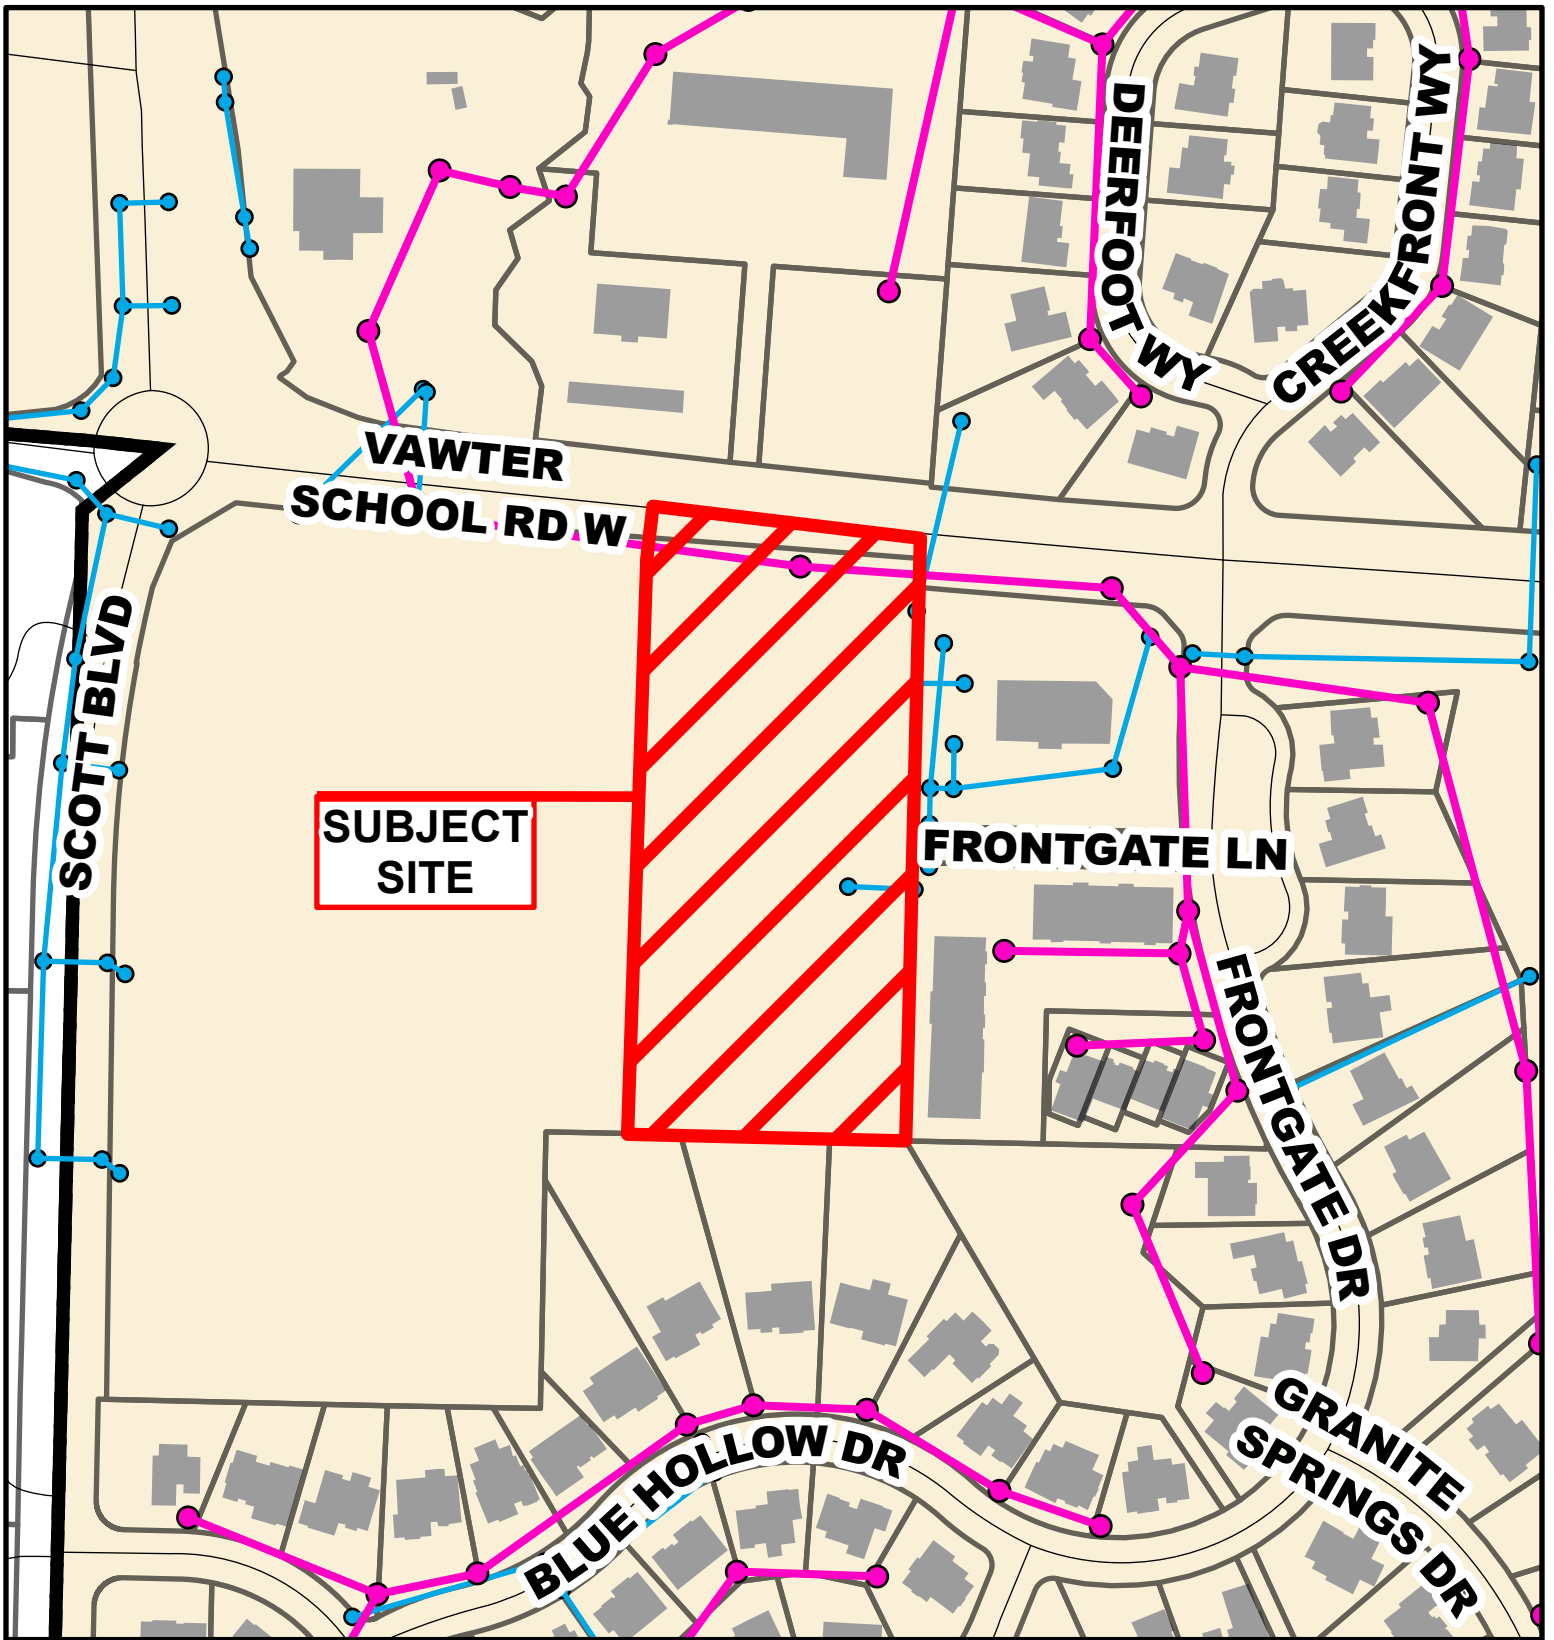 DEERFOOT WY
CREEKFRONT WY
VAWTER
SCHOOL RD W
SCOTT BLVD
SUBJECT
SITE
FRONTGATE LN
FRONTGATE DR
GRANITE
SPRINGS DR
BLUE HOLLOW DR